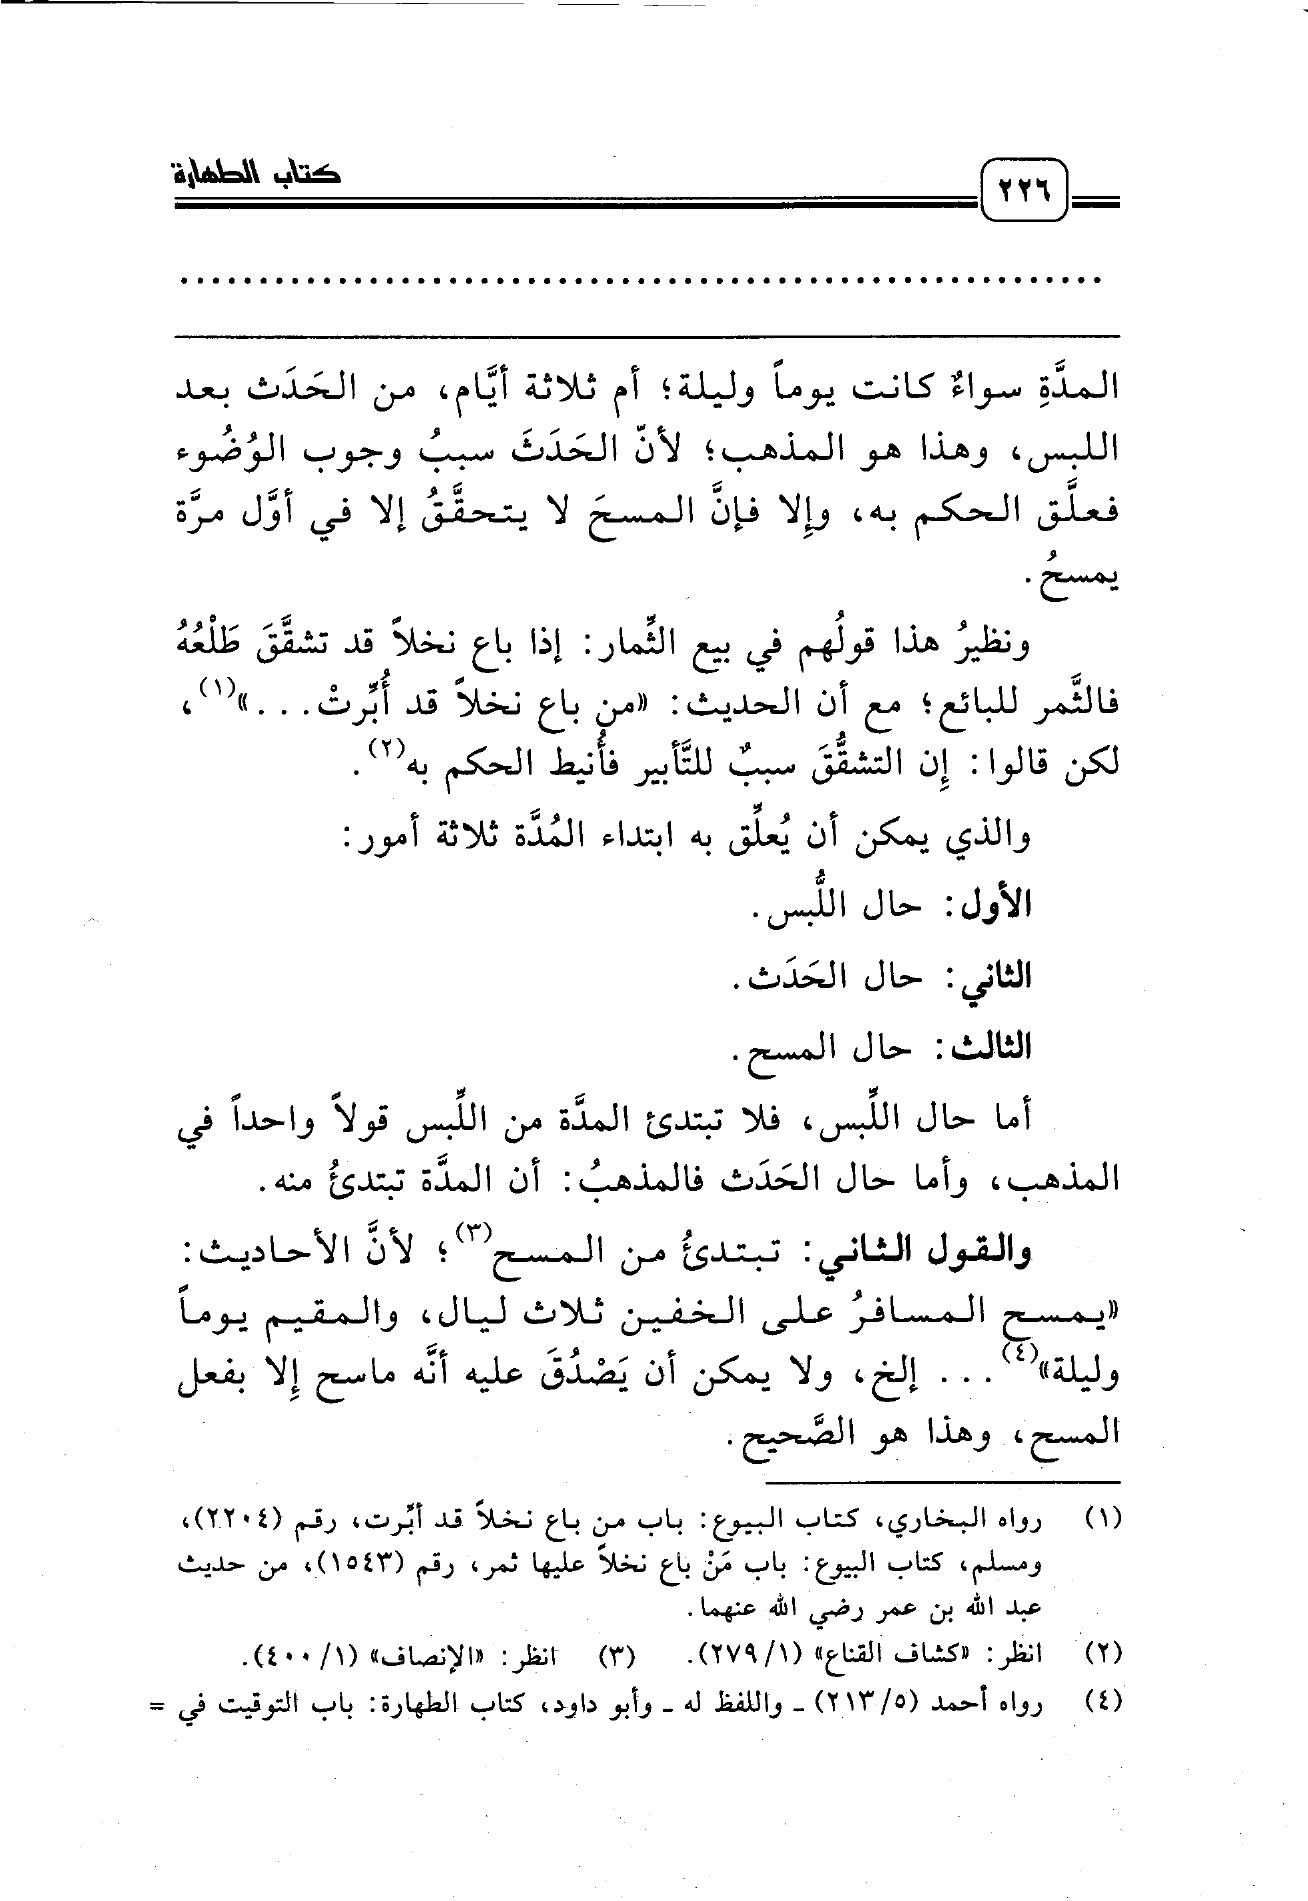 كتاب الطهارة
٢٢٦
................................................................
المدَّةِ سواءٌ كانت يوماً وليلة؛ أم ثلاثة أيَّام، من الحَدَث بعد
اللبس، وهذا هو المذهب؛ لأنّ الحَدَثَ سببُ وجوب الوُضُوء
فعلَّق الحكم به، وإلا فإنَّ المسحَ لا يتحقَّقُ إلا في أوَّل مرَّة
يمسحُ.
ونظيرُ هذا قولُهم في بيع الثِّمار: إذا باع نخلاً قد تشقَّقَ طَلْعُهُ
فالثَّمر للبائع؛ مع أن الحديث: «من باع نخلاً قد أُبِّرتْ...»(١)،
لكن قالوا: إن التشقُّقَ سببٌ للتَّأبير فأُنيط الحكم به(٢).
والذي يمكن أن يُعلِّق به ابتداء المُدَّة ثلاثة أمور:
الأول: حال اللُّبس.
الثاني: حال الحَدَث.
الثالث: حال المسح.
أما حال اللِّبس، فلا تبتدئ المدَّة من اللِّبس قولاً واحداً في
المذهب، وأما حال الحَدَث فالمذهبُ: أن المدَّة تبتدئُ منه.
والقول الثاني: تبتدئُ من المسح(٣)؛ لأنَّ الأحاديث:
«يمسح المسافرُ على الخفين ثلاث ليال، والمقيم يوماً
وليلة»(٤)... إلخ، ولا يمكن أن يَصْدُقَ عليه أنَّه ماسح إلا بفعل
المسح، وهذا هو الصَّحيح.
(١) رواه البخاري، كتاب البيوع: باب من باع نخلاً قد أبِّرت، رقم (٢٢٠٤)،
ومسلم، كتاب البيوع: باب مَنْ باع نخلاً عليها ثمر، رقم (١٥٤٣)، من حديث
عبد الله بن عمر رضي الله عنهما.
(٢) انظر: «كشاف القناع» (١/ ٢٧٩). (٣) انظر: «الإنصاف» (١/ ٤٠٠).
(٤) رواه أحمد (٥/ ٢١٣) ـ واللفظ له ـ وأبو داود، كتاب الطهارة: باب التوقيت في =